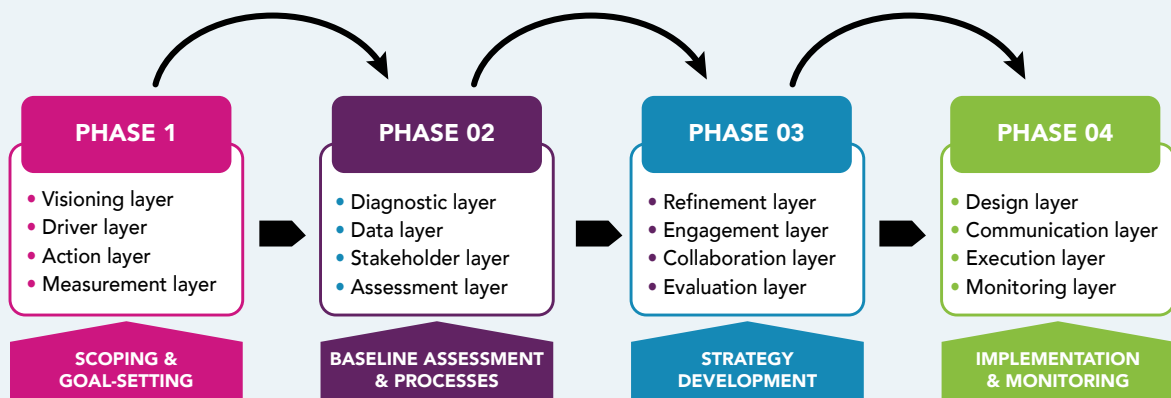 PHASE 1
• Visioning layer
• Driver layer
• Action layer
• Measurement layer
SCOPING &
GOAL-SETTING
PHASE 02
• Diagnostic layer
• Data layer
• Stakeholder layer
• Assessment layer
BASELINE ASSESSMENT
& PROCESSES
PHASE 03
• Refinement layer
• Engagement layer
• Collaboration layer
• Evaluation layer
STRATEGY
DEVELOPMENT
PHASE 04
• Design layer
• Communication layer
• Execution layer
• Monitoring layer
IMPLEMENTATION
& MONITORING